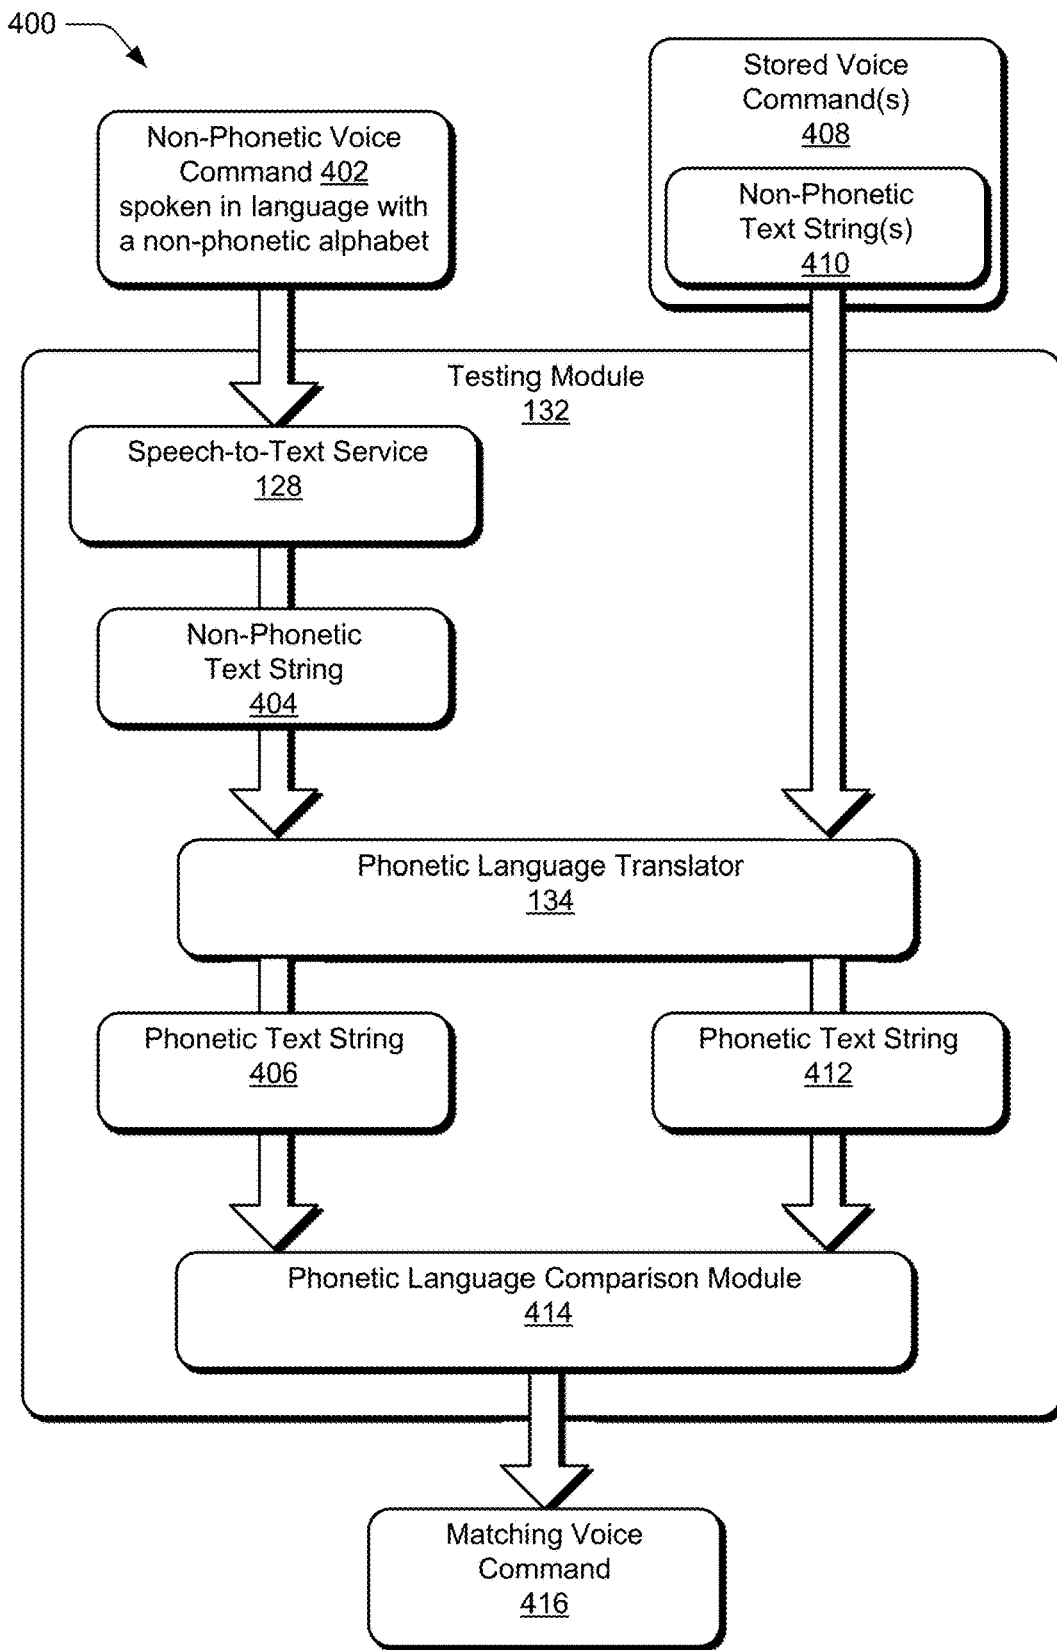 400
Non-Phonetic Voice
Command 402
spoken in language with
a non-phonetic alphabet
Stored Voice
Command(s)
408
Non-Phonetic
Text String(s)
410
Testing Module
132
Speech-to-Text Service
128
Non-Phonetic
Text String
404
Phonetic Language Translator
134
Phonetic Text String
406
Phonetic Text String
412
Phonetic Language Comparison Module
414
Matching Voice
Command
416